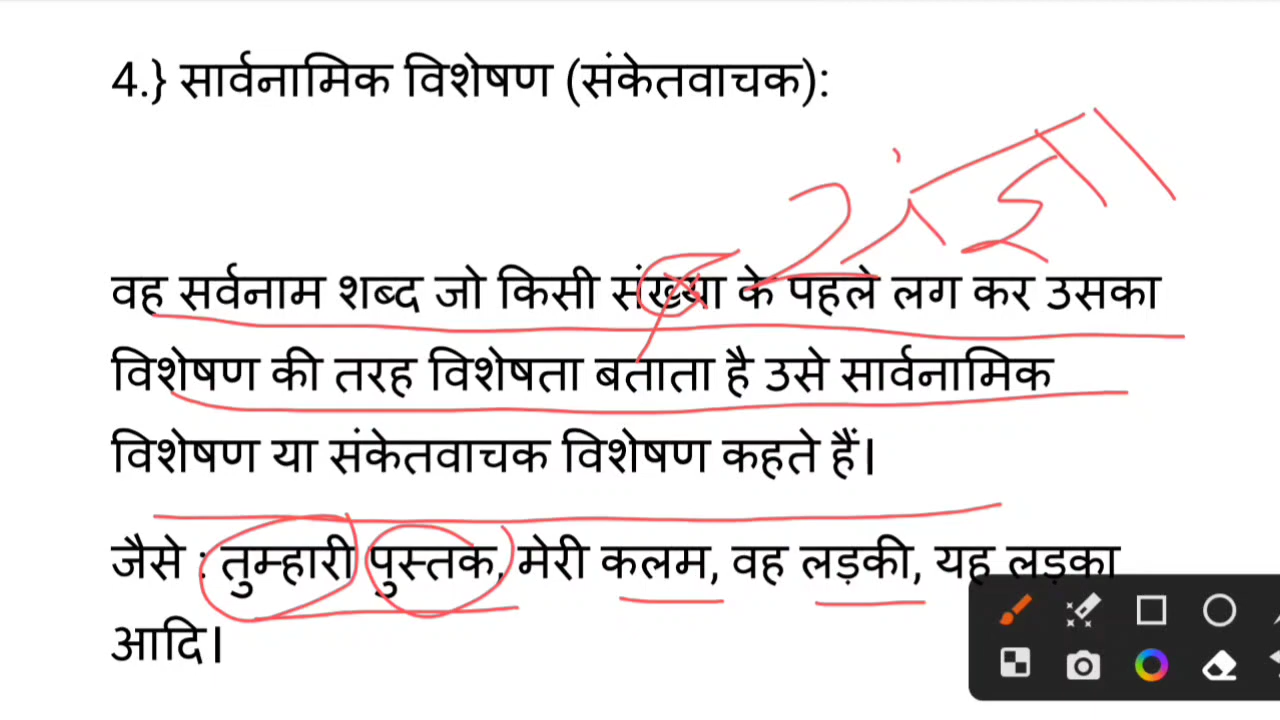 4.} सार्वनामिक विशेषण (संकेतवाचक):
संज्ञा
वह सर्वनाम शब्द जो किसी संख्या के पहले लग कर उसका
विशेषण की तरह विशेषता बताता है उसे सार्वनामिक
विशेषण या संकेतवाचक विशेषण कहते हैं।
जैसे : तुम्हारी पुस्तक, मेरी कलम, वह लड़की, यह लड़का
आदि।